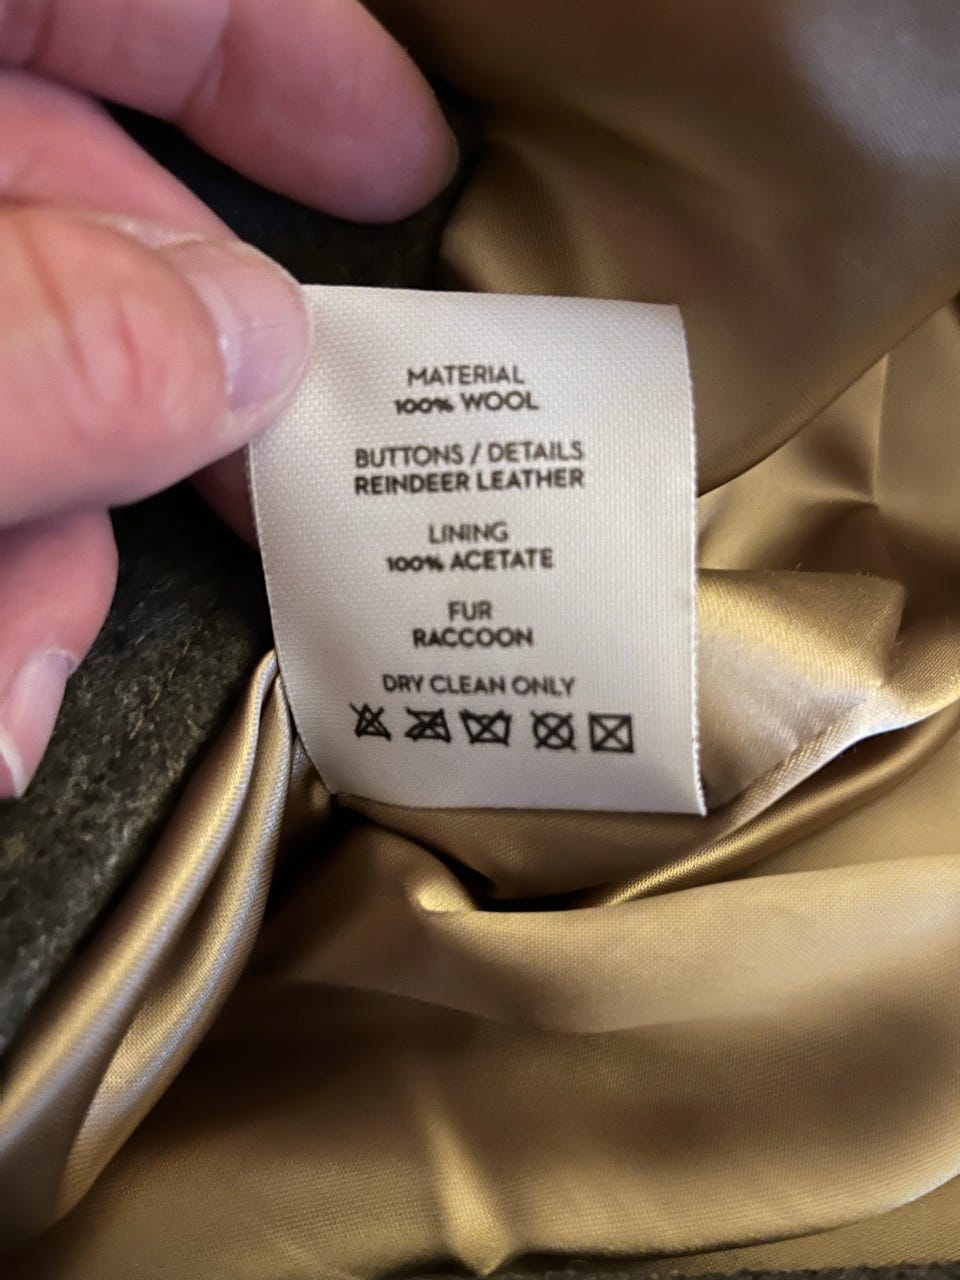 MATERIAL
100% WOOL
BUTTONS / DETAILS
REINDEER LEATHER
LINING
100% ACETATE
FUR
RACCOON
DRY CLEAN ONLY